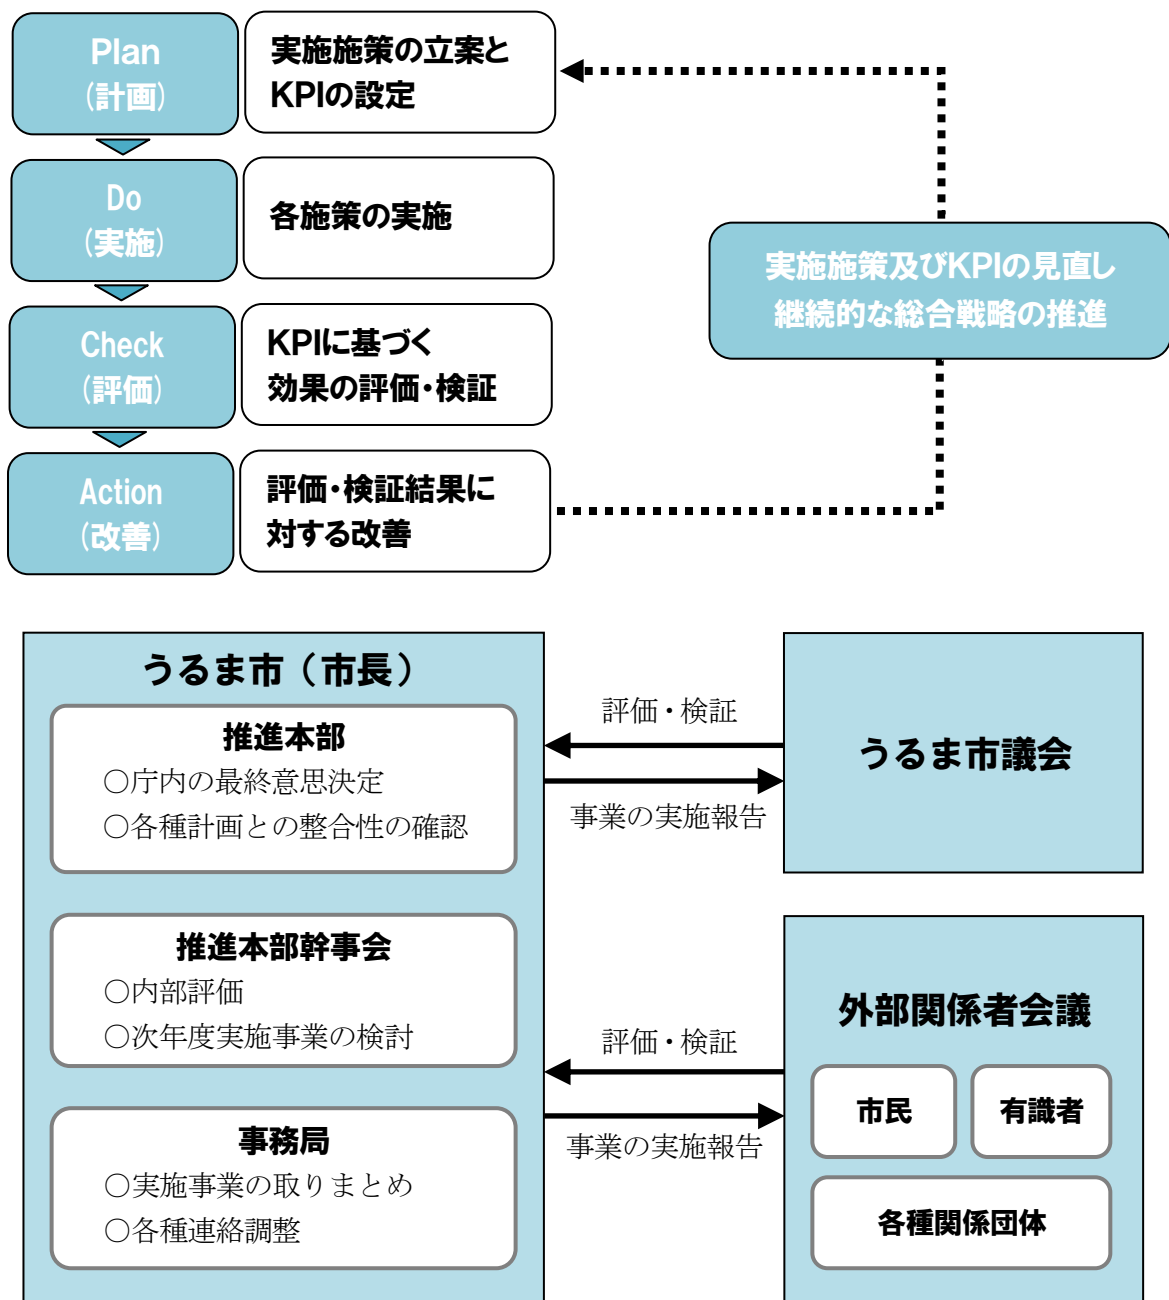 Plan
(計画)
実施施策の立案と
KPIの設定
Do
(実施)
各施策の実施
Check
(評価)
KPIに基づく
効果の評価・検証
Action
(改善)
評価・検証結果に
対する改善
実施施策及びKPIの見直し
継続的な総合戦略の推進
うるま市（市長）
推進本部
○庁内の最終意思決定
○各種計画との整合性の確認
推進本部幹事会
○内部評価
○次年度実施事業の検討
事務局
○実施事業の取りまとめ
○各種連絡調整
評価・検証
事業の実施報告
うるま市議会
評価・検証
事業の実施報告
外部関係者会議
市民
有識者
各種関係団体